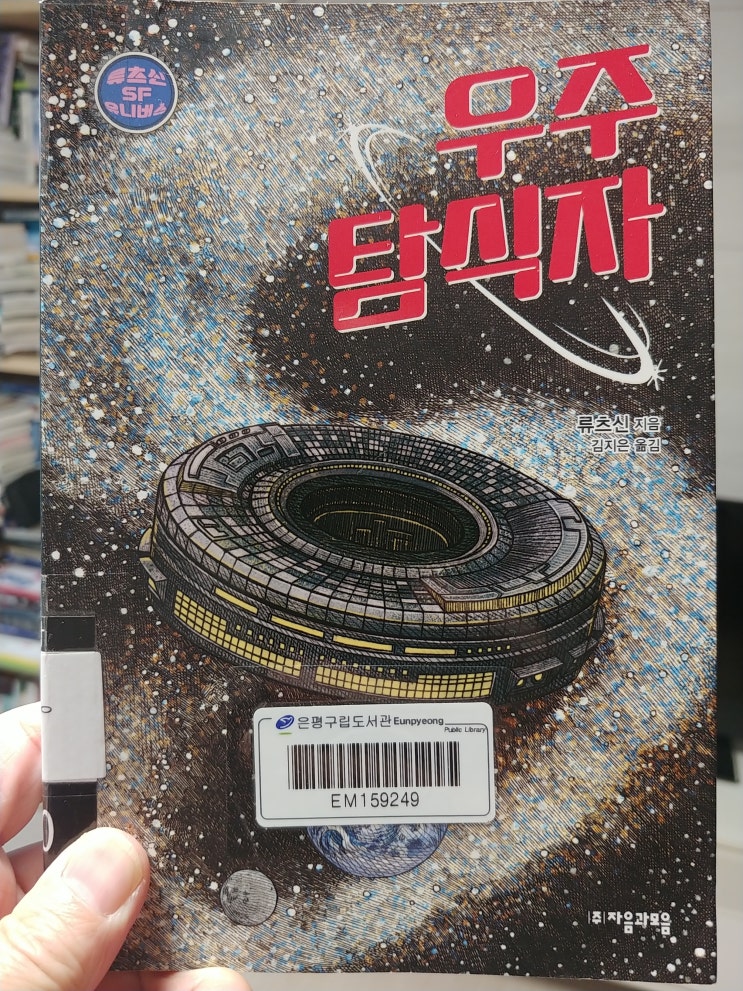 류츠신
SF
유니버스
우주
탐식자
류츠신 지음
김지은 옮김
은평구립도서관 Eunpyeong
Public Library
EM159249
(주)자음과모음